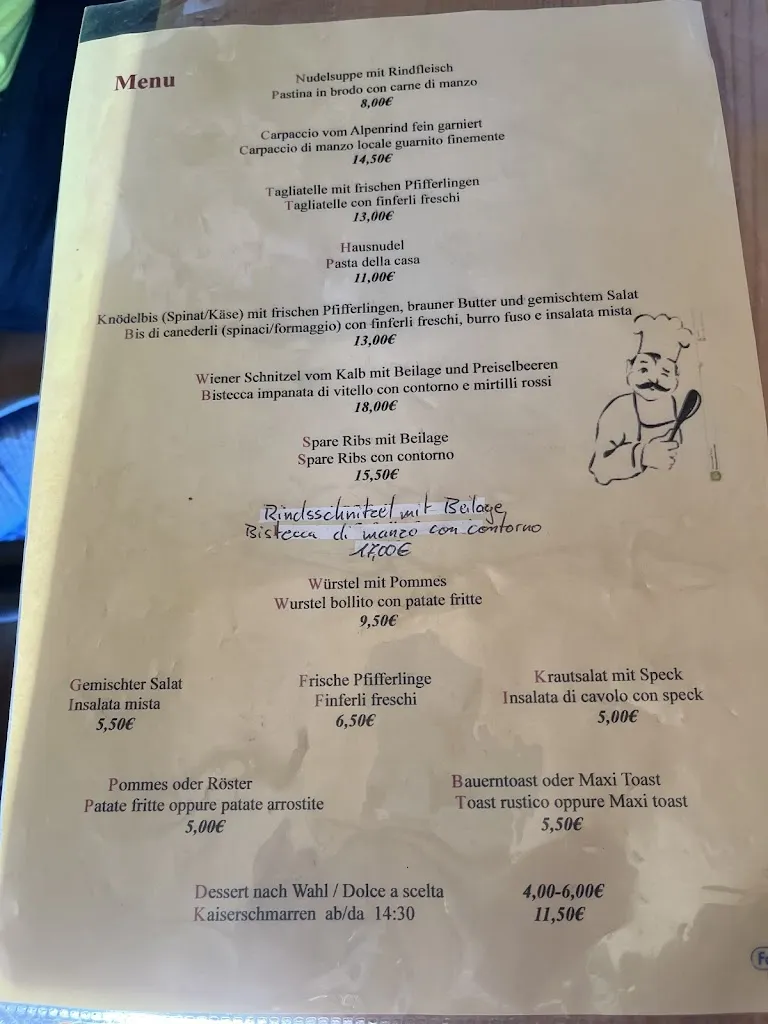 Menu
Nudelsuppe mit Rindfleisch
Pastina in brodo con carne di manzo
8,00€
Carpaccio vom Alpenrind fein garniert
Carpaccio di manzo locale guarnito finemente
14,50€
Tagliatelle mit frischen Pfifferlingen
Tagliatelle con finferli freschi
13,00€
Hausnudel
Pasta della casa
11,00€
Knödelbis (Spinat/Käse) mit frischen Pfifferlingen, brauner Butter und gemischtem Salat
Bis di canederli (spinaci/formaggio) con finferli freschi, burro fuso e insalata mista
13,00€
Wiener Schnitzel vom Kalb mit Beilage und Preiselbeeren
Bistecca impanata di vitello con contorno e mirtilli rossi
18,00€
Spare Ribs mit Beilage
Spare Ribs con contorno
15,50€
Rindsschnitzel mit Beilage
Bistecca di manzo con contorno
17,00€
Würstel mit Pommes
Wurstel bollito con patate fritte
9,50€
Gemischter Salat
Insalata mista
5,50€
Frische Pfifferlinge
Finferli freschi
6,50€
Krautsalat mit Speck
Insalata di cavolo con speck
5,00€
Pommes oder Röster
Patate fritte oppure patate arrostite
5,00€
Bauerntoast oder Maxi Toast
Toast rustico oppure Maxi toast
5,50€
Dessert nach Wahl / Dolce a scelta 4,00-6,00€
Kaiserschmarren ab/da 14:30 11,50€